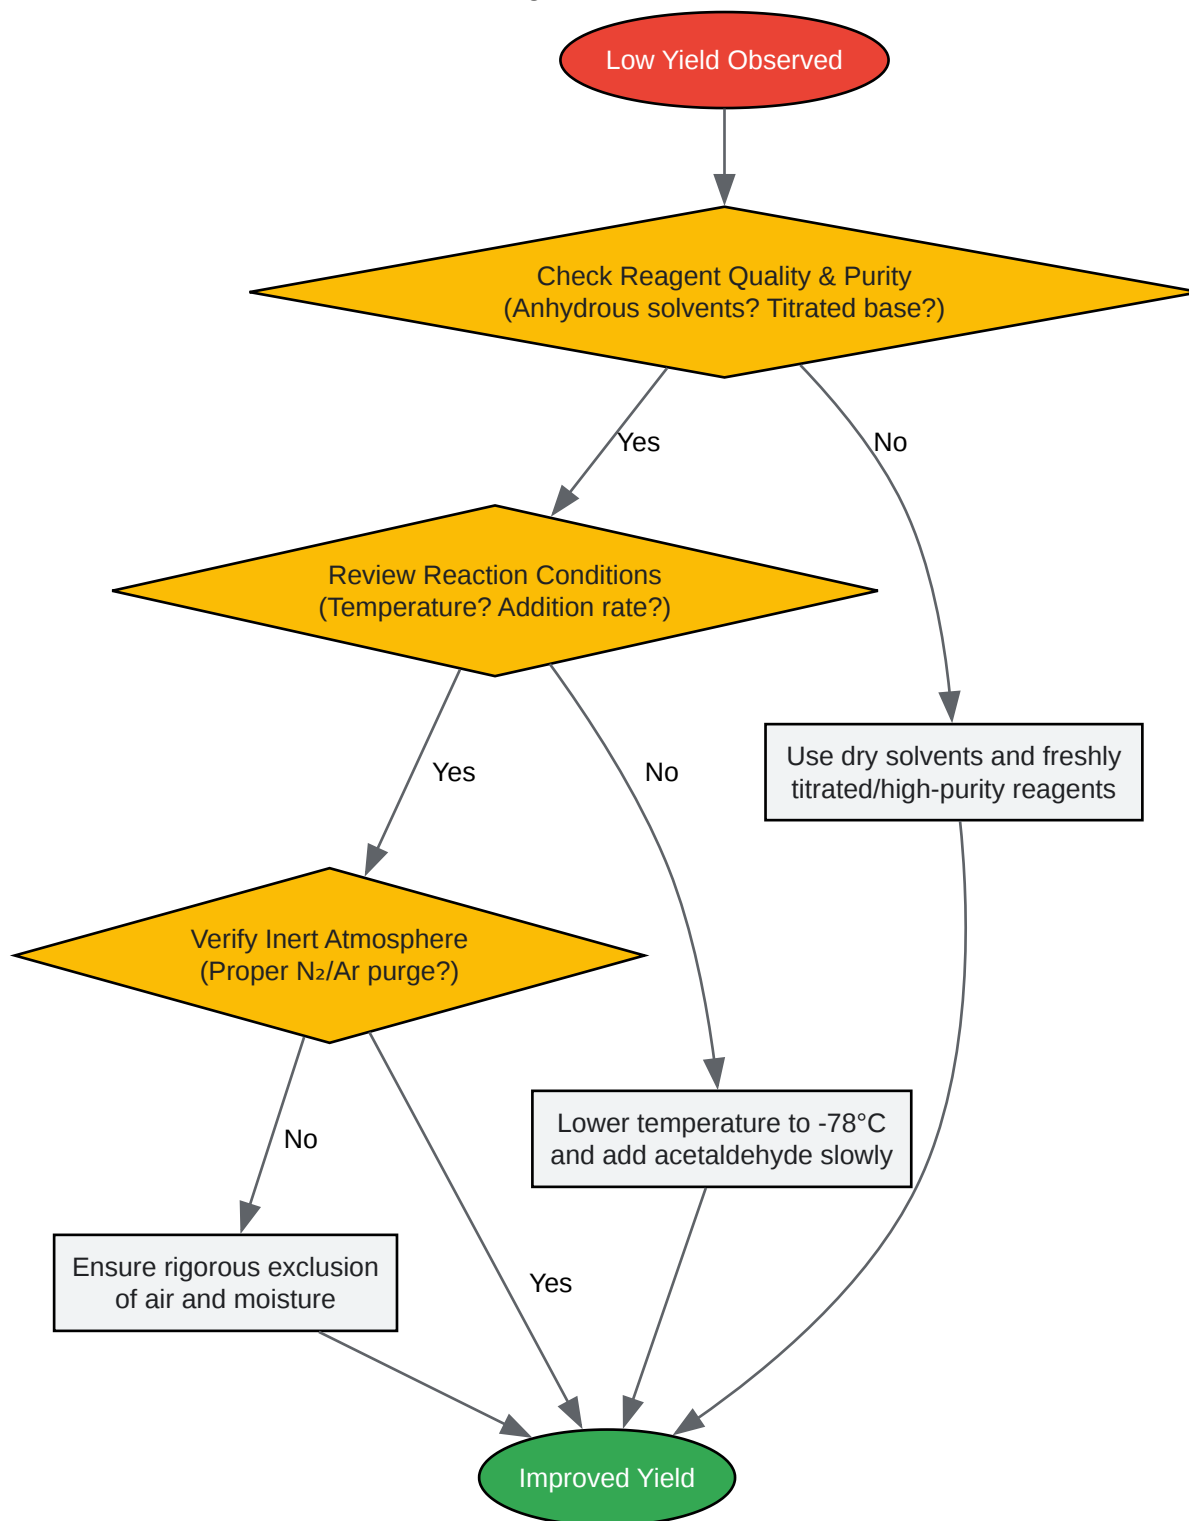 Low Yield Observed
Check Reagent Quality & Purity
(Anhydrous solvents? Titrated base?)
Yes
No
Review Reaction Conditions
(Temperature? Addition rate?)
Yes
No
Use dry solvents and freshly
titrated/high-purity reagents
Verify Inert Atmosphere
(Proper N₂/Ar purge?)
Lower temperature to -78°C
and add acetaldehyde slowly
No
Yes
Ensure rigorous exclusion
of air and moisture
Improved Yield